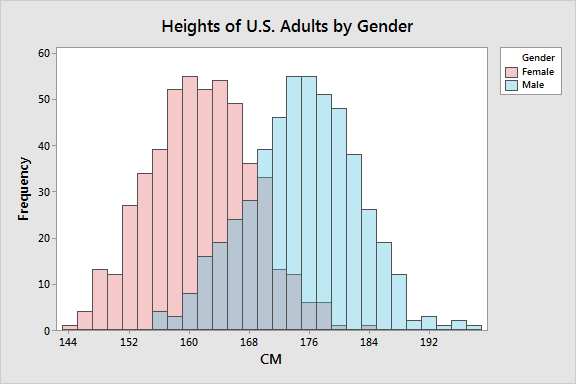 Heights of U.S. Adults by Gender
Gender
Female
Male
Frequency
60
50
40
30
20
10
0
144 152 160 168 176 184 192
CM